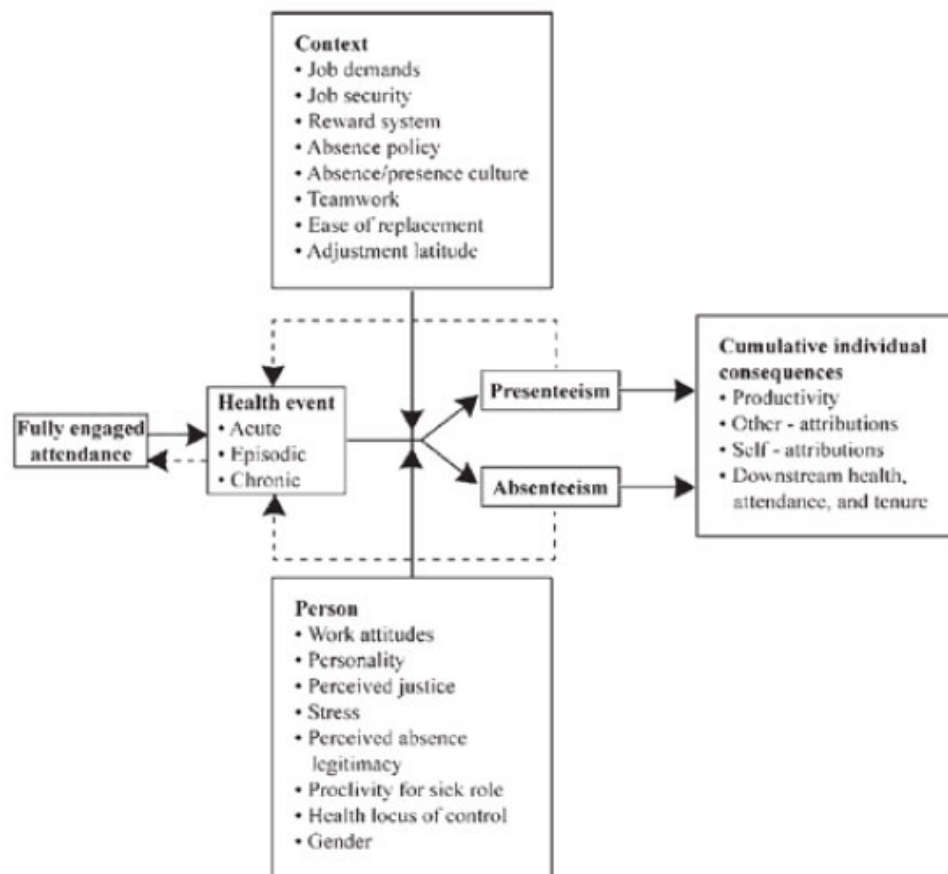 Context
• Job demands
• Job security
• Reward system
• Absence policy
• Absence/presence culture
• Teamwork
• Ease of replacement
• Adjustment latitude
Fully engaged
attendance
Health event
• Acute
• Episodic
• Chronic
Presenteeism
Absenteeism
Cumulative individual
consequences
• Productivity
• Other - attributions
• Self - attributions
• Downstream health,
attendance, and tenure
Person
• Work attitudes
• Personality
• Perceived justice
• Stress
• Perceived absence
legitimacy
• Proclivity for sick role
• Health locus of control
• Gender